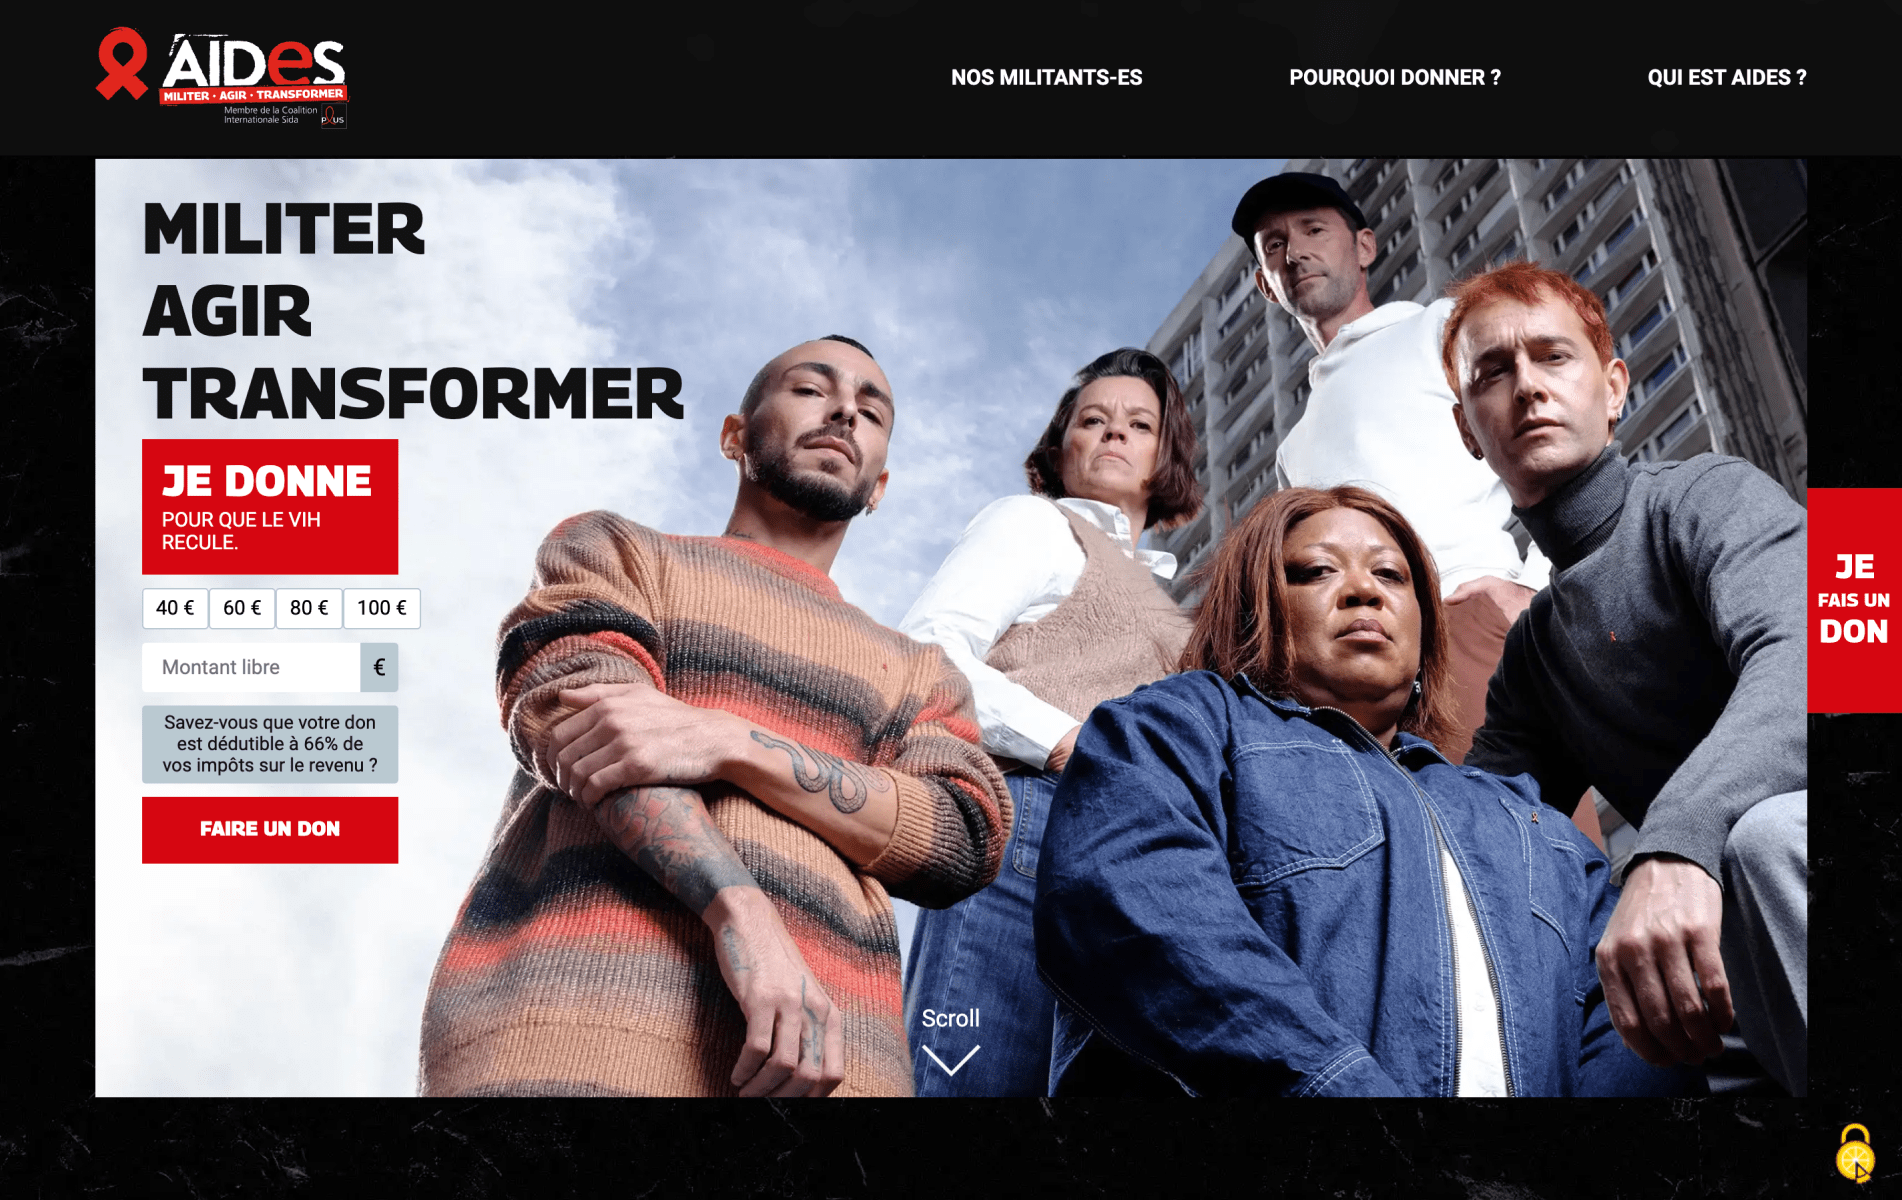 AIDES
MILITER · AGIR · TRANSFORMER
Membre de la Coalition
Internationale Sida
PLUS
NOS MILITANTS-ES
POURQUOI DONNER ?
QUI EST AIDES ?
MILITER
AGIR
TRANSFORMER
JE DONNE
POUR QUE LE VIH
RECULE.
40 €
60 €
80 €
100 €
Montant libre
€
Savez-vous que votre don
est dédutible à 66% de
vos impôts sur le revenu ?
FAIRE UN DON
JE
FAIS UN
DON
Scroll